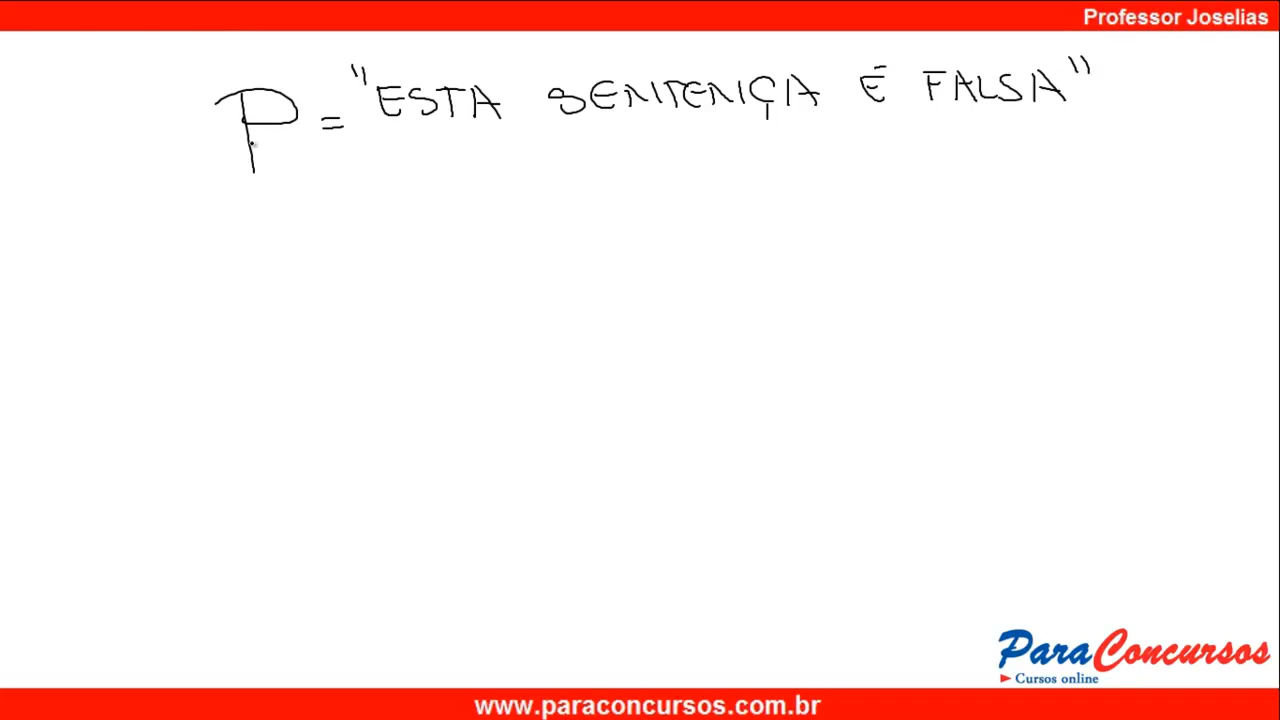 Professor Joselias
P = "ESTA SENTENÇA É FALSA"
ParaConcursos
Cursos online
www.paraconcursos.com.br